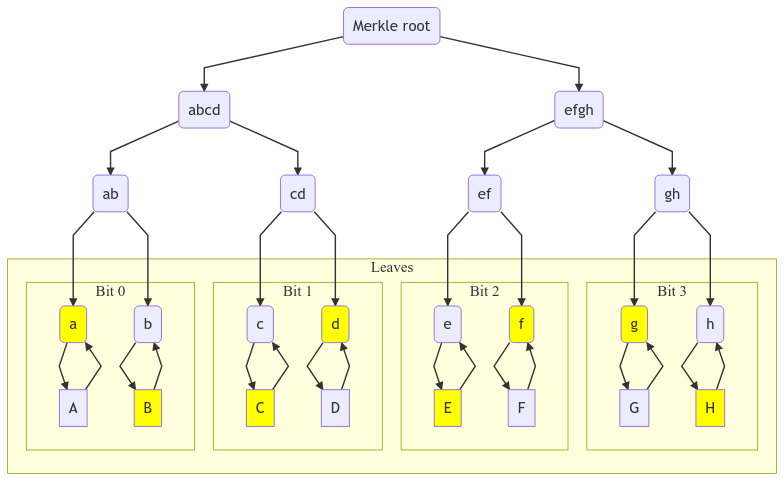 Merkle root
abcd
efgh
ab
cd
ef
gh
Leaves
Bit 0
Bit 1
Bit 2
Bit 3
a
b
c
d
e
f
g
h
A
B
C
D
E
F
G
H